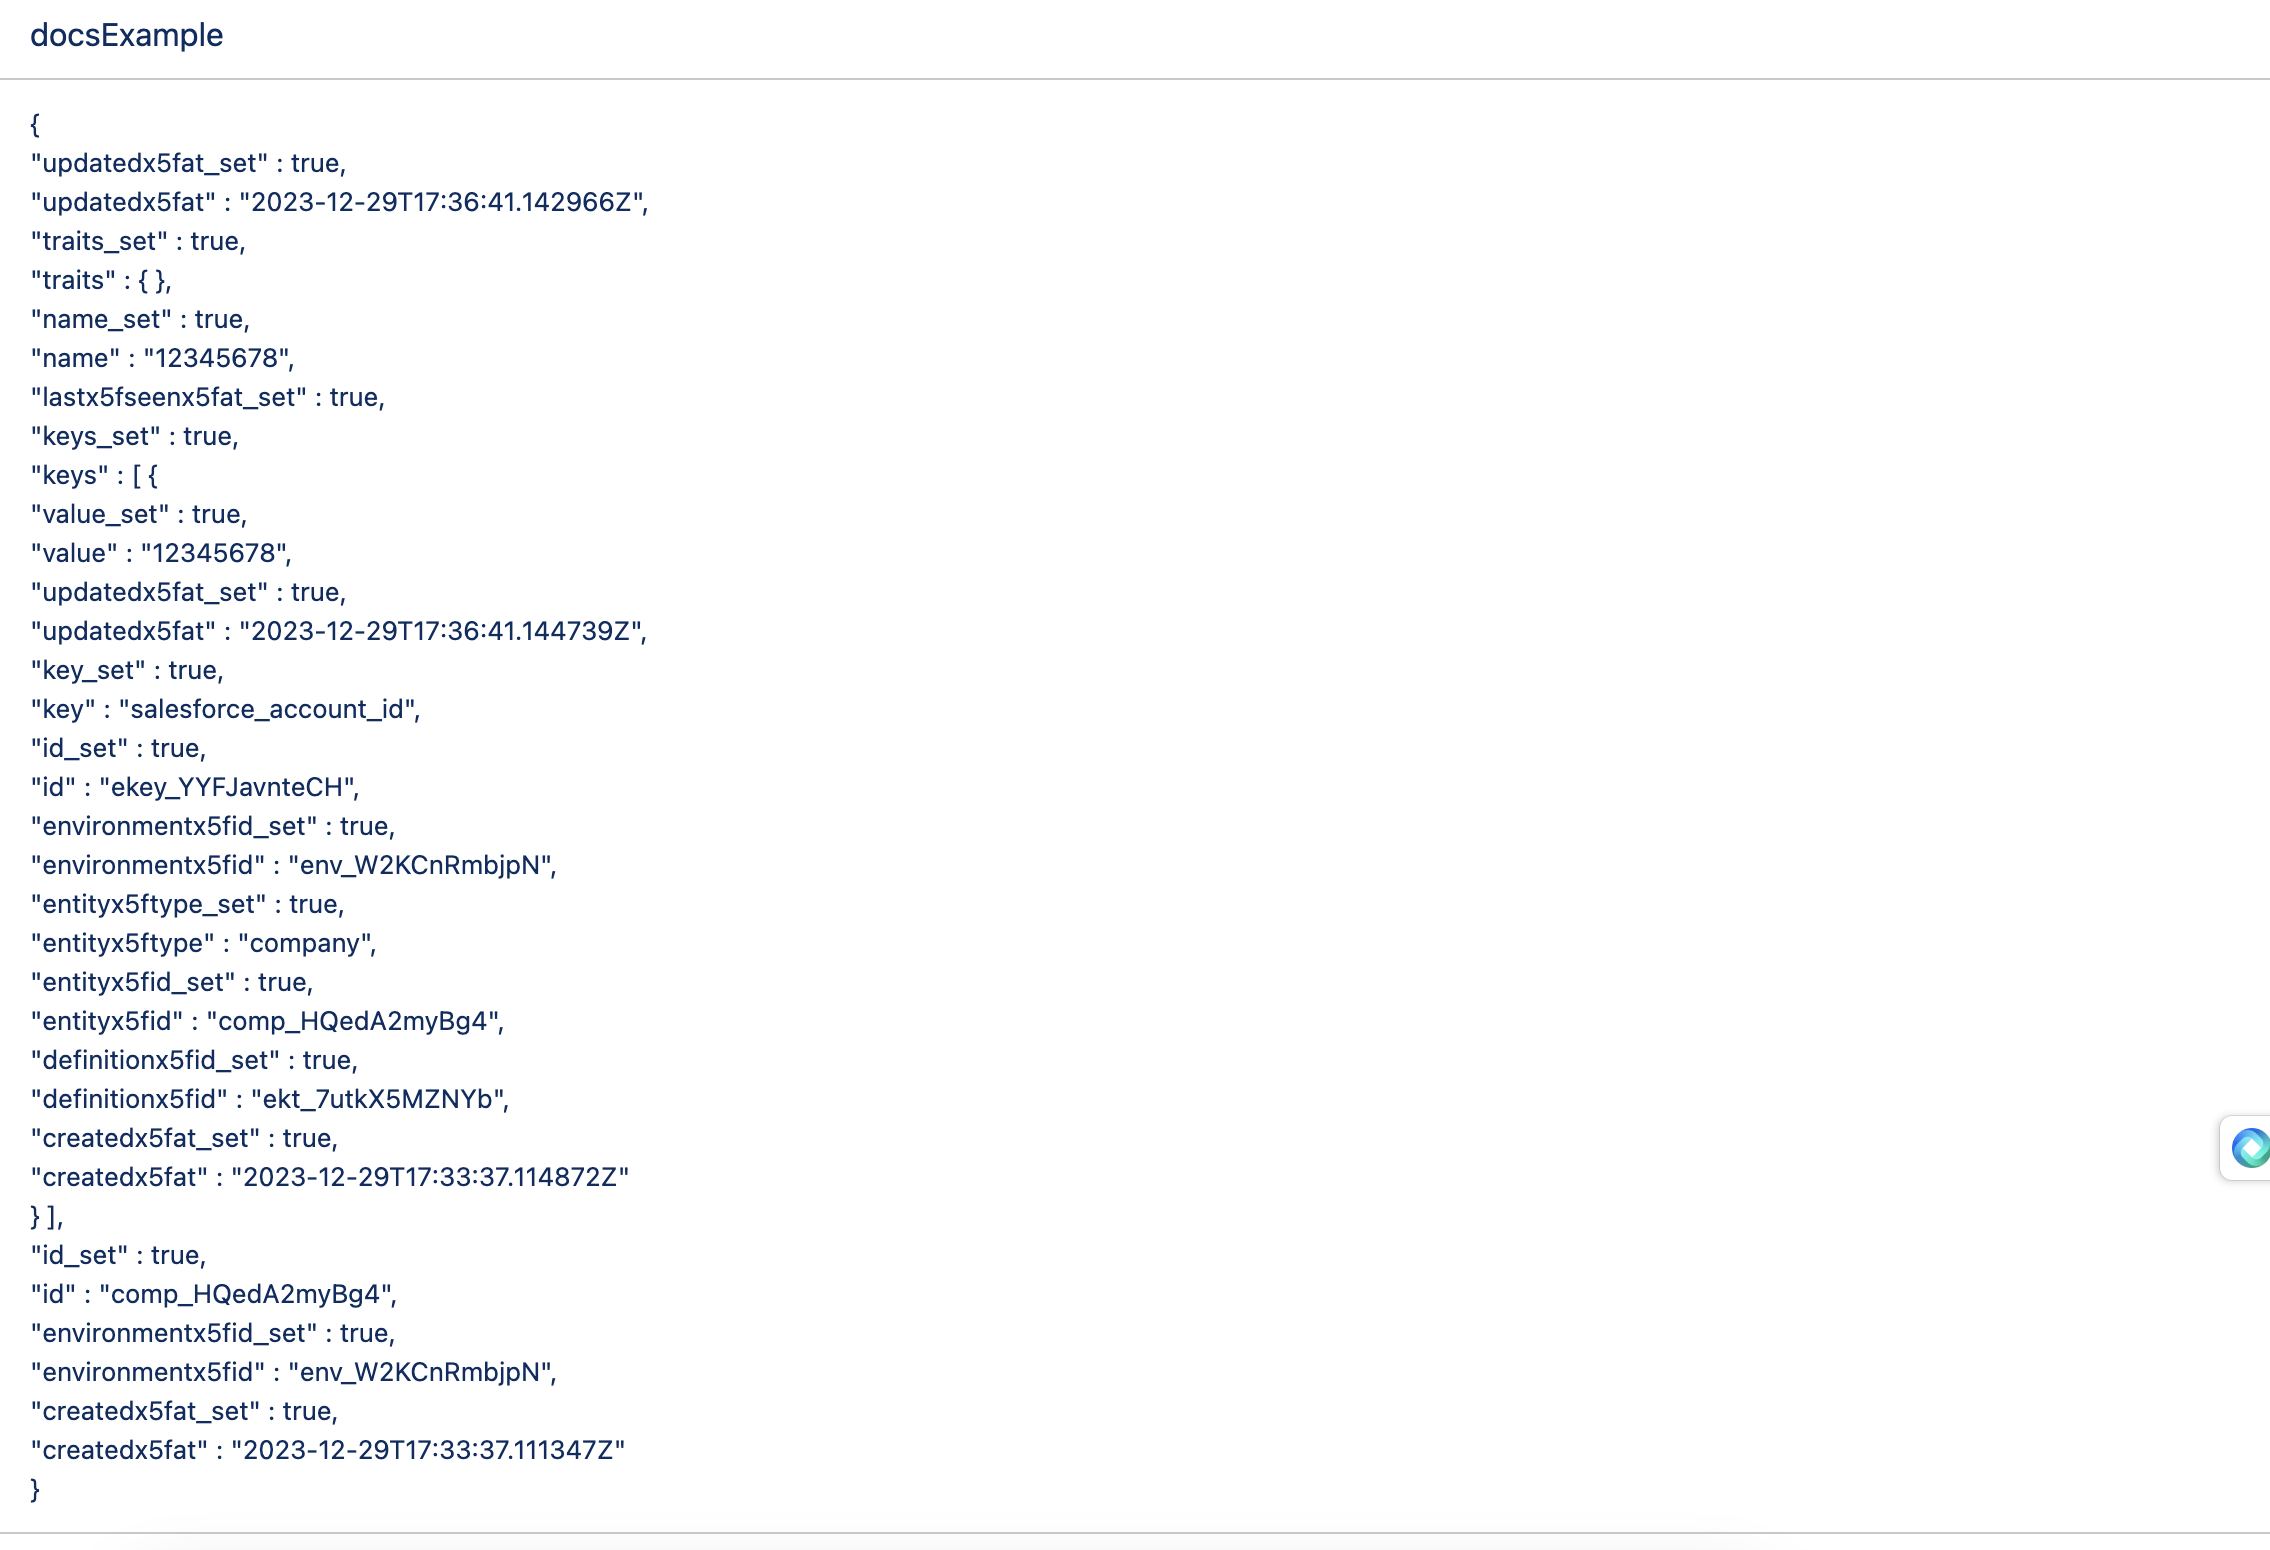 docsExample
{
"updatedx5fat_set" : true,
"updatedx5fat" : "2023-12-29T17:36:41.142966Z",
"traits_set" : true,
"traits" : { },
"name_set" : true,
"name" : "12345678",
"lastx5fseenx5fat_set" : true,
"keys_set" : true,
"keys" : [ {
"value_set" : true,
"value" : "12345678",
"updatedx5fat_set" : true,
"updatedx5fat" : "2023-12-29T17:36:41.144739Z",
"key_set" : true,
"key" : "salesforce_account_id",
"id_set" : true,
"id" : "ekey_YYFJavnteCH",
"environmentx5fid_set" : true,
"environmentx5fid" : "env_W2KCnRmbjpN",
"entityx5ftype_set" : true,
"entityx5ftype" : "company",
"entityx5fid_set" : true,
"entityx5fid" : "comp_HQedA2myBg4",
"definitionx5fid_set" : true,
"definitionx5fid" : "ekt_7utkX5MZNYb",
"createdx5fat_set" : true,
"createdx5fat" : "2023-12-29T17:33:37.114872Z"
} ],
"id_set" : true,
"id" : "comp_HQedA2myBg4",
"environmentx5fid_set" : true,
"environmentx5fid" : "env_W2KCnRmbjpN",
"createdx5fat_set" : true,
"createdx5fat" : "2023-12-29T17:33:37.111347Z"
}